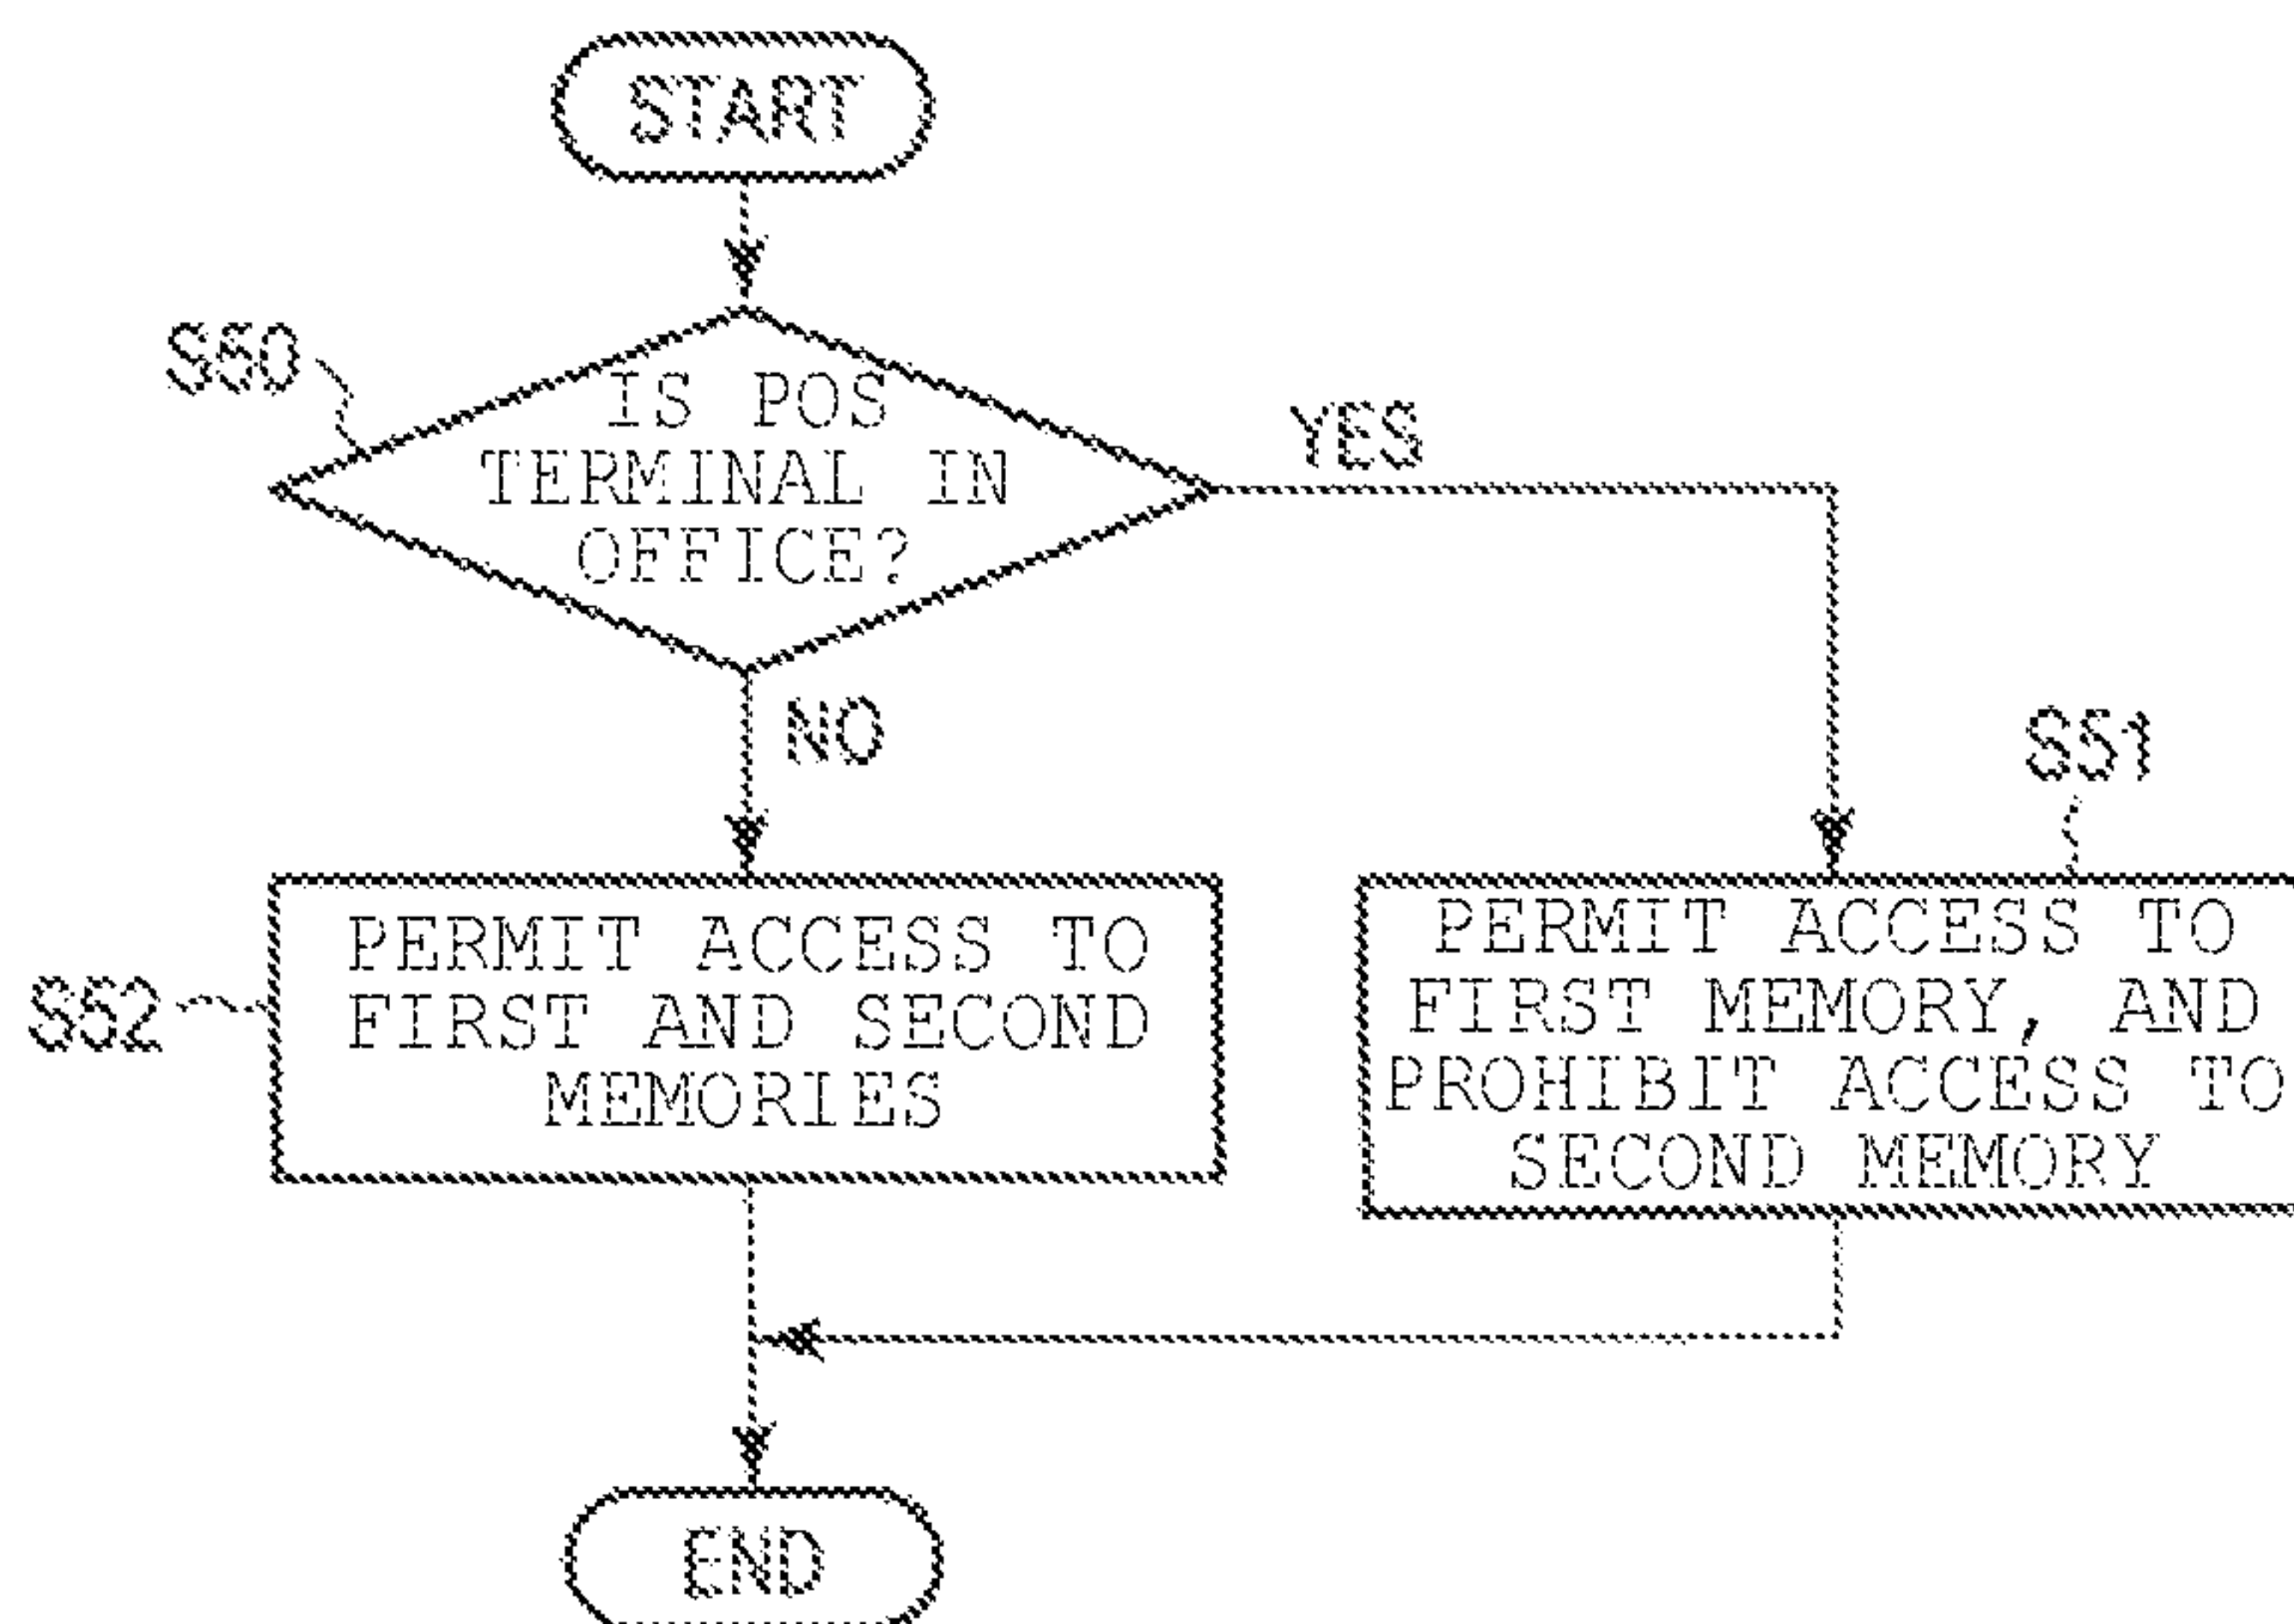 START
S50
IS POS
TERMINAL IN
OFFICE?
YES
NO
S51
PERMIT ACCESS TO
FIRST AND SECOND
MEMORIES
S52
PERMIT ACCESS TO
FIRST MEMORY, AND
PROHIBIT ACCESS TO
SECOND MEMORY
END